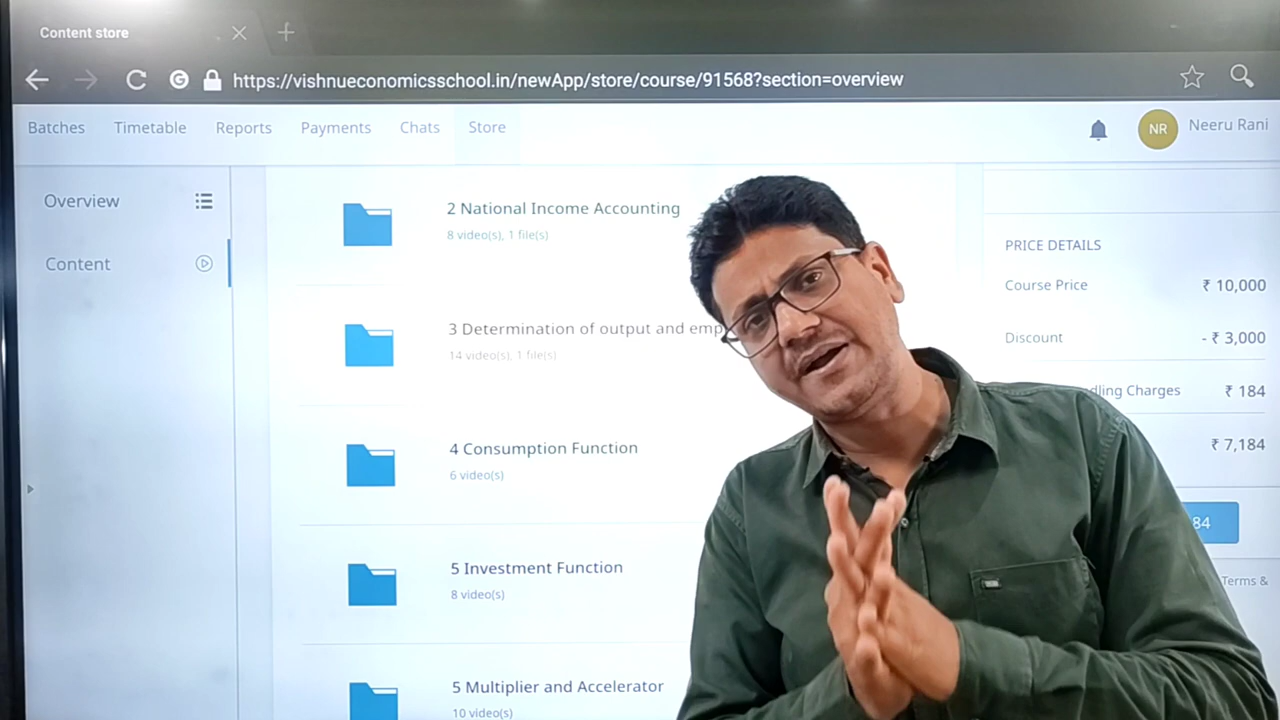 Content store
https://vishnueconomicsschool.in/newApp/store/course/91568?section=overview
Batches Timetable Reports Payments Chats Store
NR Neeru Rani
Overview
Content
2 National Income Accounting
8 video(s), 1 file(s)
3 Determination of output and emp
14 video(s), 1 file(s)
4 Consumption Function
6 video(s)
5 Investment Function
8 video(s)
5 Multiplier and Accelerator
10 video(s)
PRICE DETAILS
Course Price ₹ 10,000
Discount - ₹ 3,000
dling Charges ₹ 184
₹ 7,184
84
Terms &